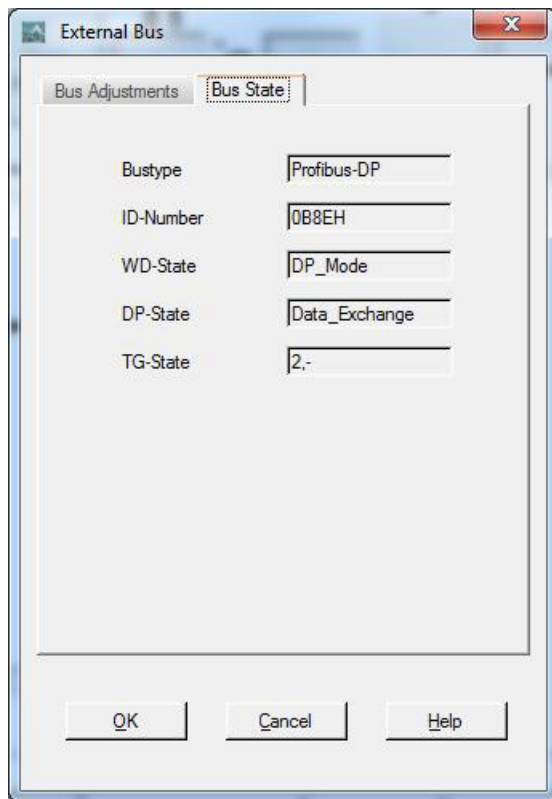 External Bus
Bus Adjustments Bus State
Bustype Profibus-DP
ID-Number 0B8EH
WD-State DP_Mode
DP-State Data_Exchange
TG-State 2,-
OK Cancel Help